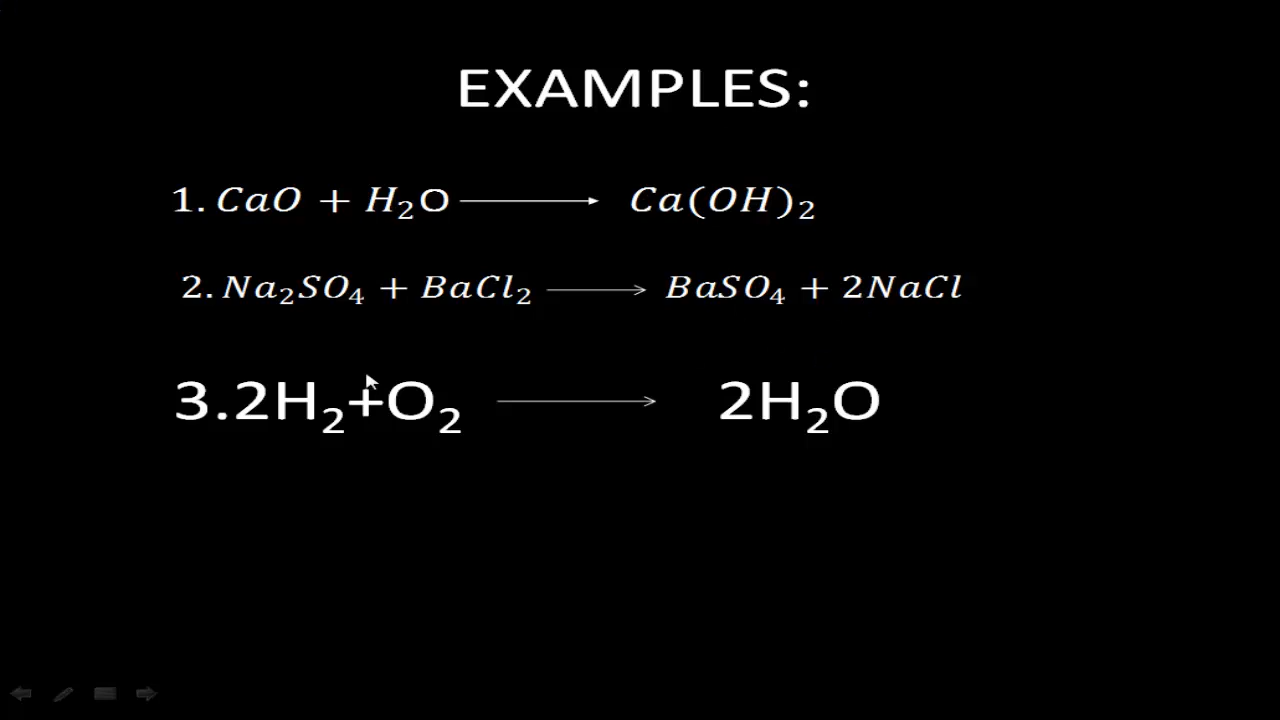 EXAMPLES:
1. CaO + H₂O ⟶ Ca(OH)₂
2. Na₂SO₄ + BaCl₂ ⟶ BaSO₄ + 2NaCl
3.2H₂+O₂ ⟶ 2H₂O